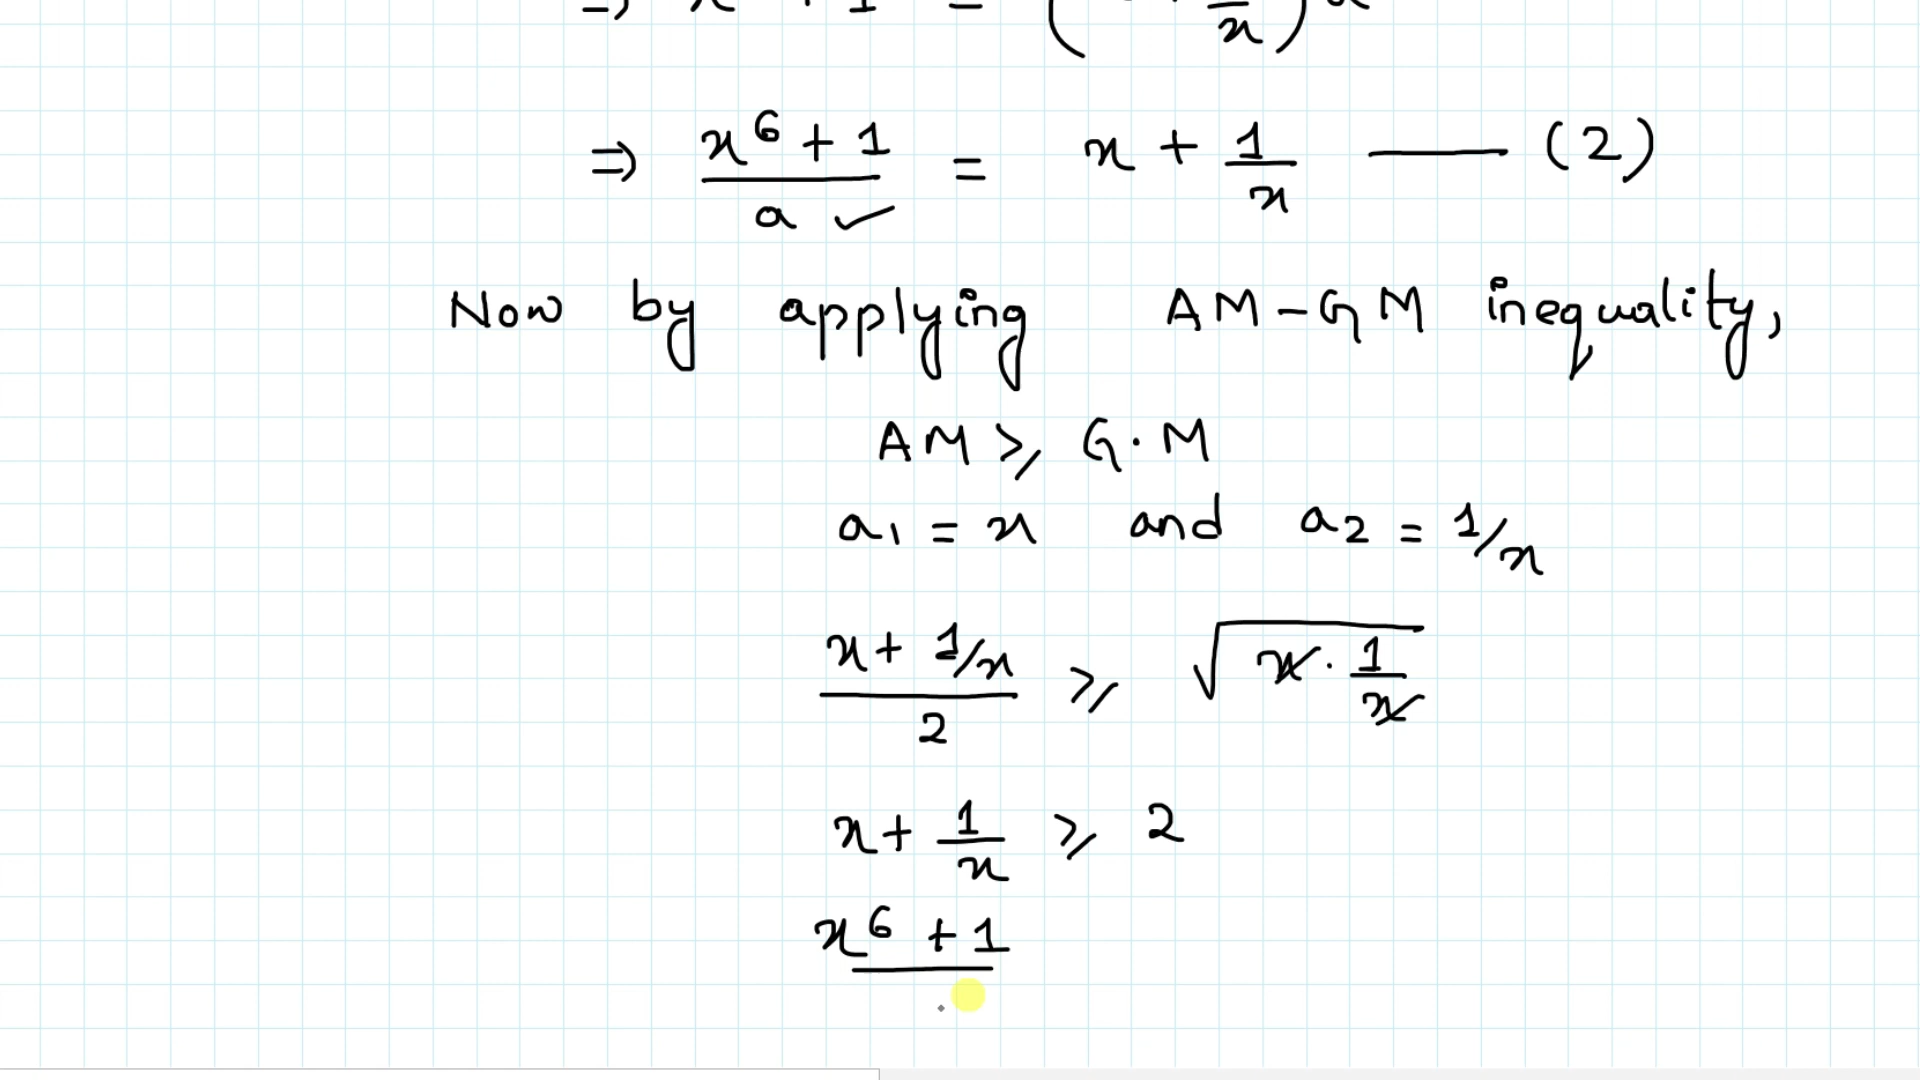 ⇒ x⁶ + 1 / a ✓ = x + 1/x —— (2)
Now by applying AM-GM inequality,
AM ⩾ G.M
a₁ = x and a₂ = 1/x
x + 1/x / 2 ⩾ √x · 1/x
x + 1/x ⩾ 2
x⁶ + 1